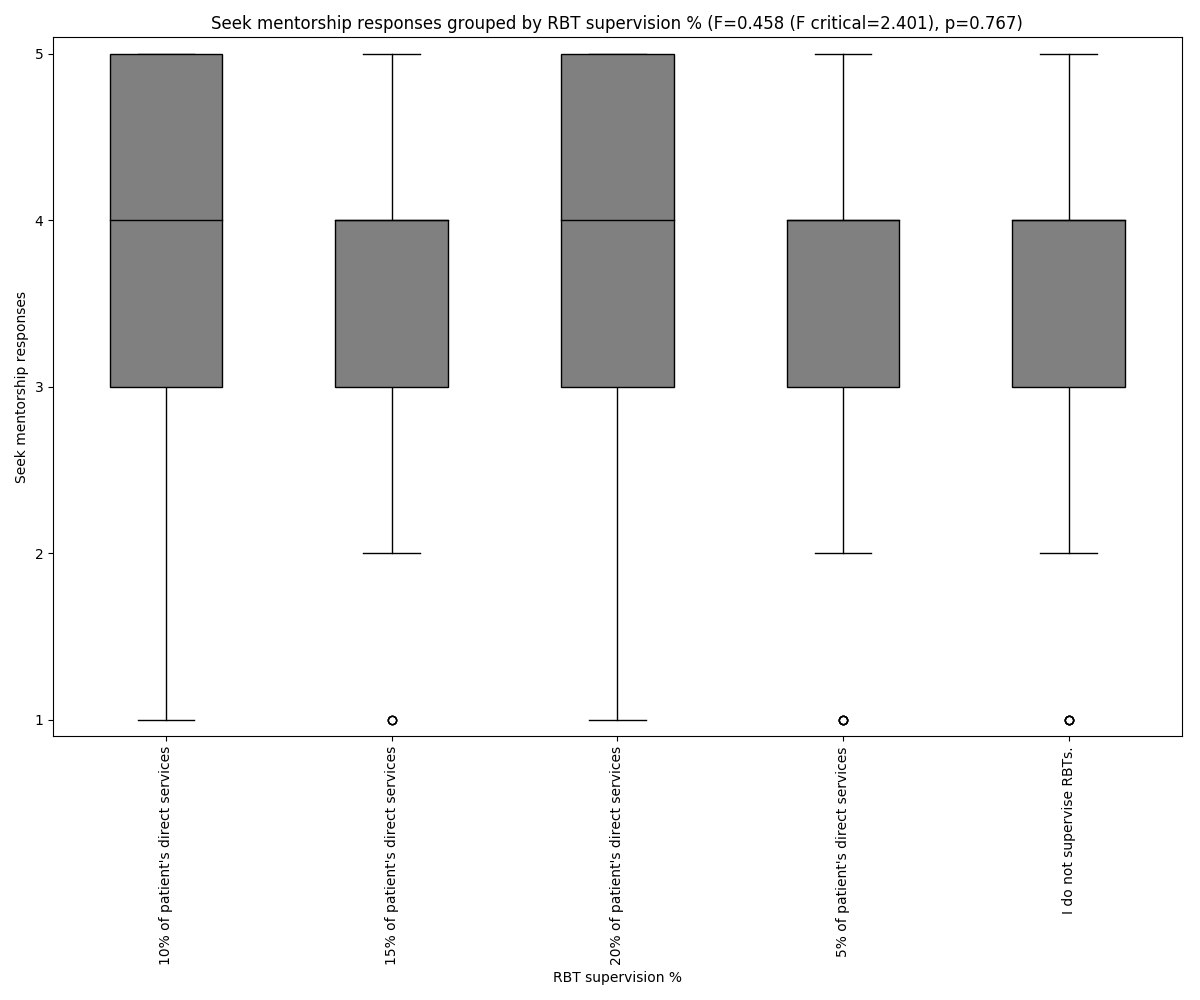 Seek mentorship responses grouped by RBT supervision % (F=0.458 (F critical=2.401), p=0.767)
Seek mentorship responses
5
4
3
2
1
10% of patient's direct services
15% of patient's direct services
20% of patient's direct services
5% of patient's direct services
I do not supervise RBTs.
RBT supervision %